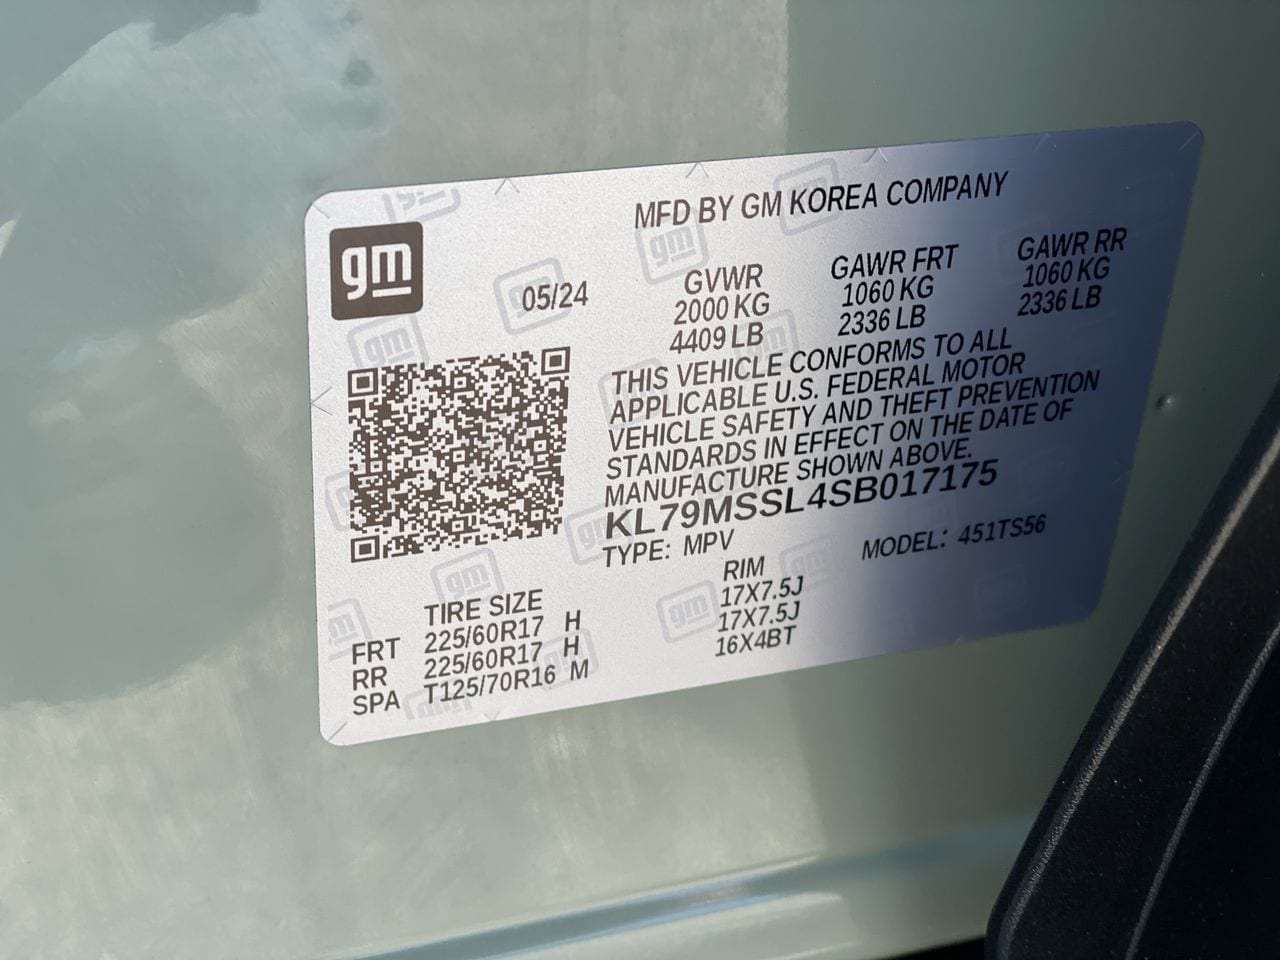 gm
MFD BY GM KOREA COMPANY
05/24
GVWR GAWR FRT GAWR RR
2000 KG 1060 KG 1060 KG
4409 LB 2336 LB 2336 LB
THIS VEHICLE CONFORMS TO ALL
APPLICABLE U.S. FEDERAL MOTOR
VEHICLE SAFETY AND THEFT PREVENTION
STANDARDS IN EFFECT ON THE DATE OF
MANUFACTURE SHOWN ABOVE.
KL79MSSL4SB017175
TYPE: MPV MODEL: 451TS56
TIRE SIZE RIM
FRT 225/60R17 H 17X7.5J
RR 225/60R17 H 17X7.5J
SPA T125/70R16 M 16X4BT